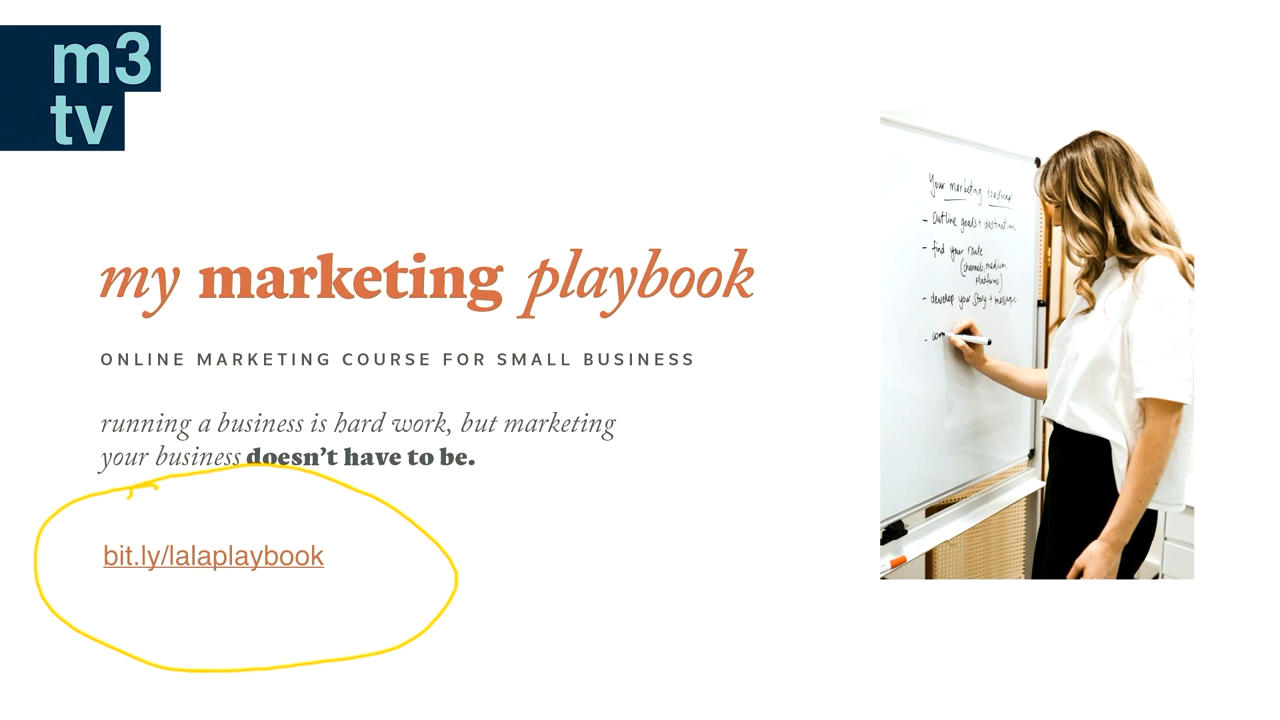 m3
tv
my marketing playbook
ONLINE MARKETING COURSE FOR SMALL BUSINESS
running a business is hard work, but marketing
your business doesn't have to be.
bit.ly/lalaplaybook
Your marketing roadmap
- Outline goals + destination
- find your route
(channels, medium,
platforms)
- develop your story + message
- com